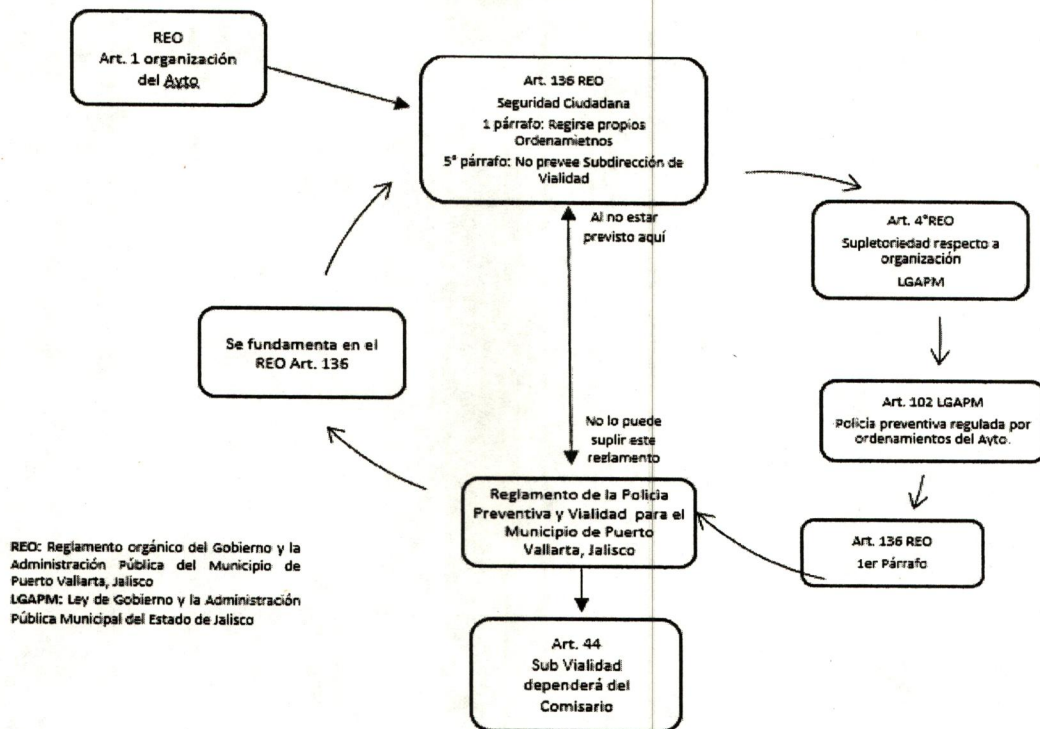 REO
Art. 1 organización
del Ayto
Art. 136 REO
Seguridad Ciudadana
1 párrafo: Regirse propios
Ordenamietnos
5° párrafo: No prevee Subdirección de
Vialidad
Al no estar
previsto aquí
Art. 4°REO
Supletoriedad respecto a
organización
LGAPM
Se fundamenta en el
REO Art. 136
Art. 102 LGAPM
Policia preventiva regulada por
ordenamientos del Ayto.
No lo puede
suplir este
reglamento
Reglamento de la Policia
Preventiva y Vialidad para el
Municipio de Puerto
Vallarta, Jalisco
Art. 136 REO
1er Párrafo
REO: Reglamento orgánico del Gobierno y la
Administración Pública del Municipio de
Puerto Vallarta, Jalisco
LGAPM: Ley de Gobierno y la Administración
Pública Municipal del Estado de Jalisco
Art. 44
Sub Vialidad
dependerá del
Comisario